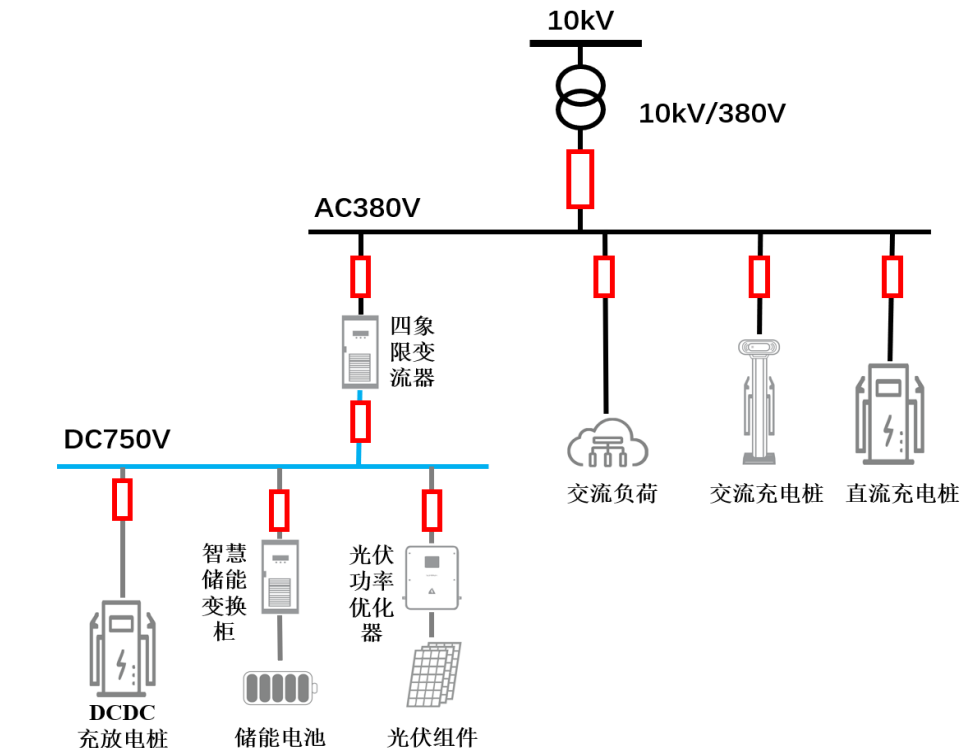 10kV
10kV/380V
AC380V
四象
限变
流器
DC750V
交流负荷
交流充电桩
直流充电桩
智慧
储能
变换
柜
光伏
功率
优化
器
DCDC
充放电桩
储能电池
光伏组件